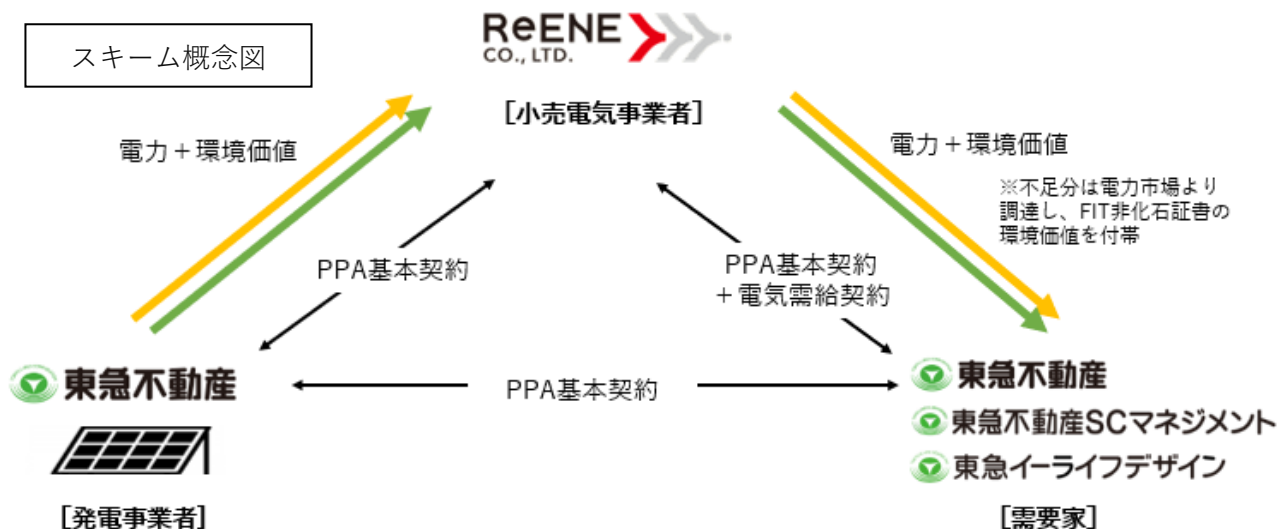 スキーム概念図
ReENE
CO., LTD.
[小売電気事業者]
電力＋環境価値
電力＋環境価値
※不足分は電力市場より
調達し、FIT非化石証書の
環境価値を付帯
PPA基本契約
PPA基本契約
＋電気需給契約
東急不動産
PPA基本契約
東急不動産
東急不動産SCマネジメント
東急イーライフデザイン
[発電事業者]
[需要家]